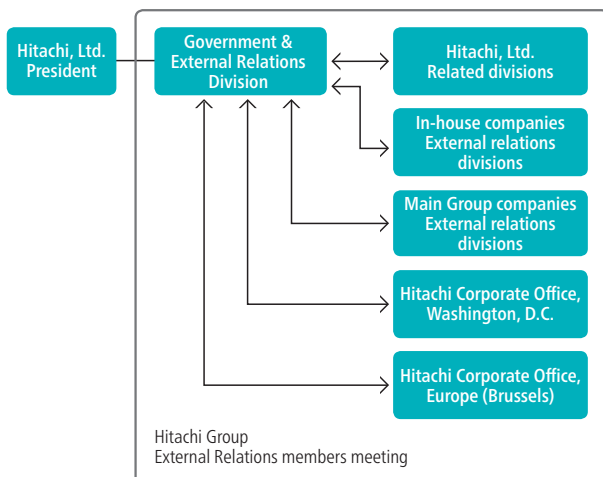 Hitachi, Ltd.
President
Government &
External Relations
Division
Hitachi, Ltd.
Related divisions
In-house companies
External relations
divisions
Main Group companies
External relations
divisions
Hitachi Corporate Office,
Washington, D.C.
Hitachi Corporate Office,
Europe (Brussels)
Hitachi Group
External Relations members meeting